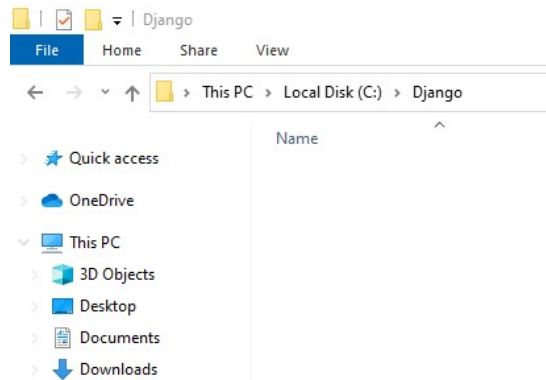 Django
File Home Share View
This PC > Local Disk (C:) > Django
Name
Quick access
OneDrive
This PC
3D Objects
Desktop
Documents
Downloads